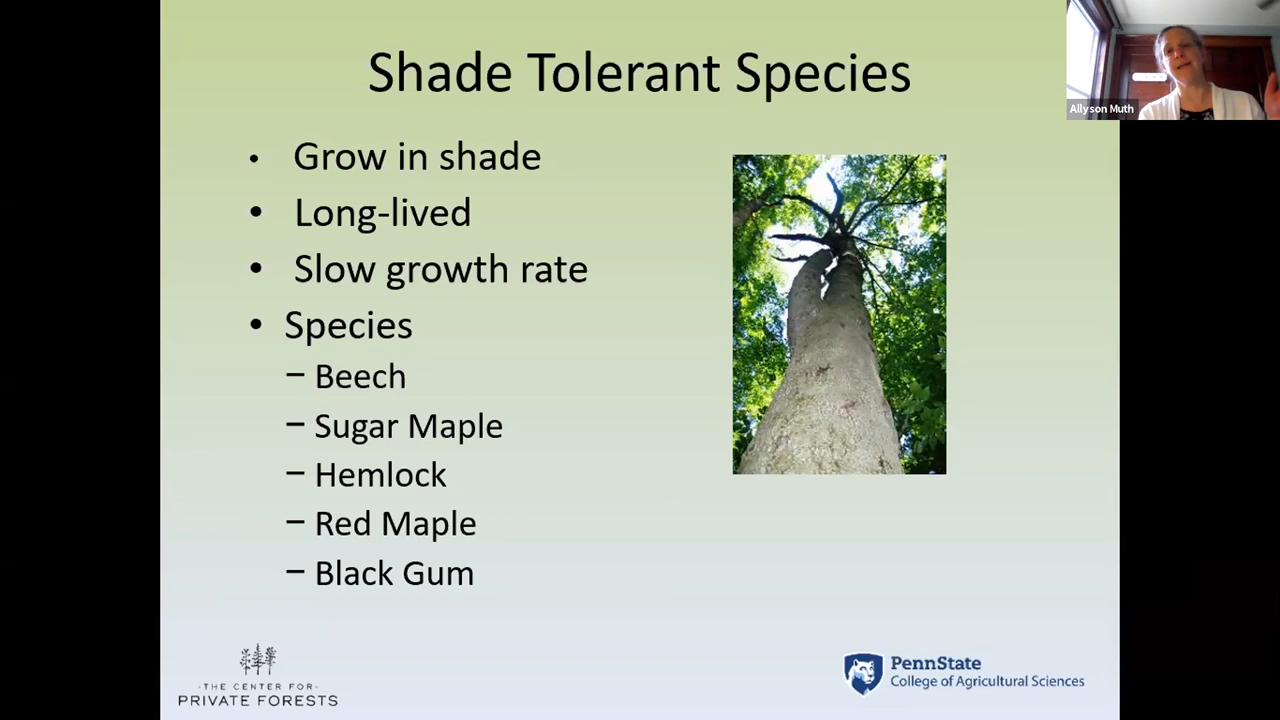 Shade Tolerant Species
Allyson Muth
• Grow in shade
• Long-lived
• Slow growth rate
• Species
– Beech
– Sugar Maple
– Hemlock
– Red Maple
– Black Gum
·THE CENTER FOR·
PRIVATE FORESTS
PennState
College of Agricultural Sciences